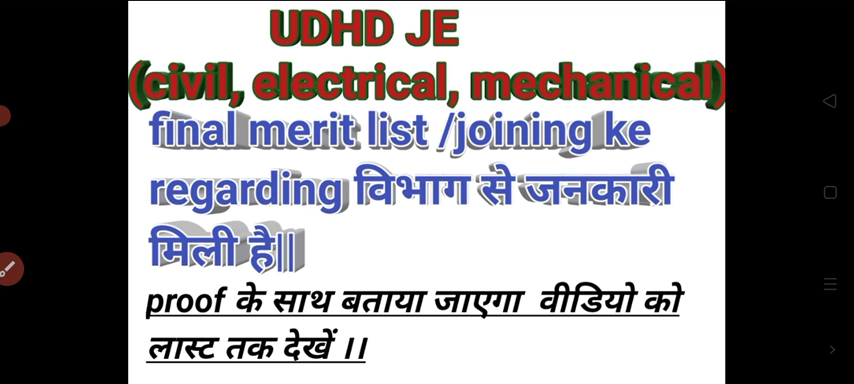 UDHD JE
(civil, electrical, mechanical)
final merit list /joining ke
regarding विभाग से जनकारी
मिली है||
proof के साथ बताया जाएगा वीडियो को
लास्ट तक देखें ।।